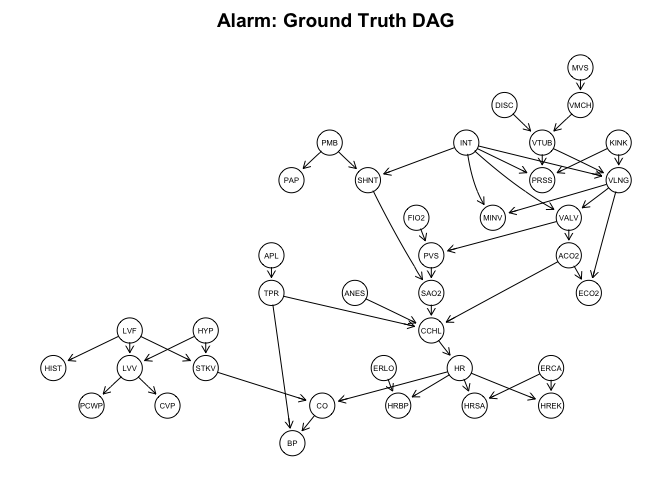 Alarm: Ground Truth DAG
MVS
DISC
VMCH
PMB
INT
VTUB
KINK
PAP
SHNT
PRSS
VLNG
FIO2
MINV
VALV
APL
PVS
ACO2
TPR
ANES
SAO2
ECO2
LVF
HYP
CCHL
HIST
LVV
STKV
ERLO
HR
ERCA
PCWP
CVP
CO
HRBP
HRSA
HREK
BP